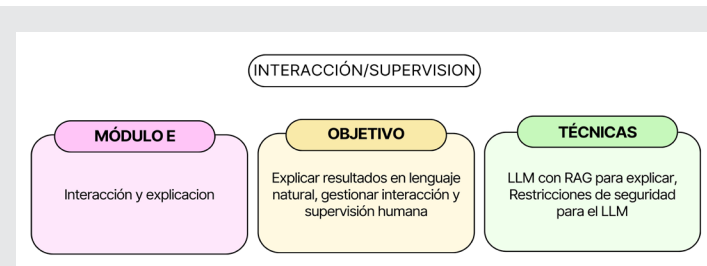 INTERACCIÓN/SUPERVISION
MÓDULO E
Interacción y explicacion
OBJETIVO
Explicar resultados en lenguaje
natural, gestionar interacción y
supervisión humana
TÉCNICAS
LLM con RAG para explicar,
Restricciones de seguridad
para el LLM